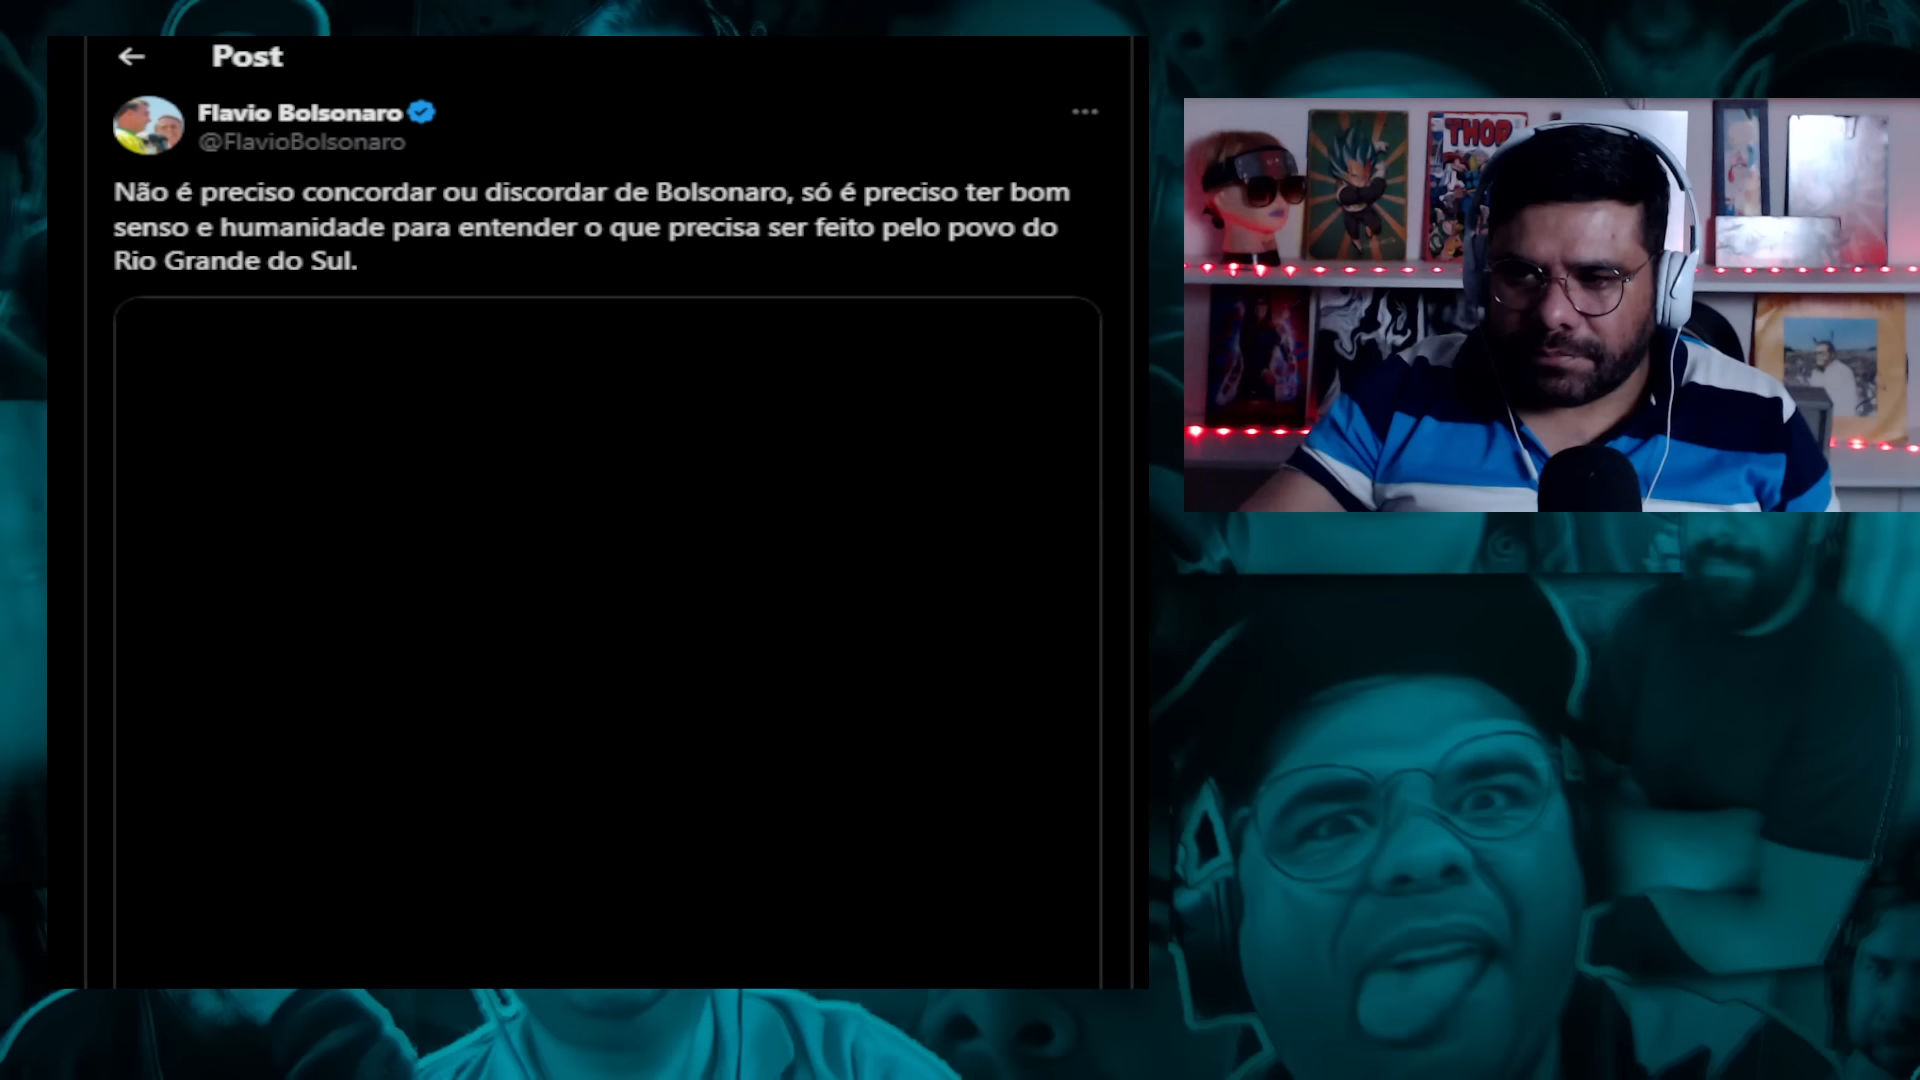 Post
Flavio Bolsonaro
@FlavioBolsonaro
Não é preciso concordar ou discordar de Bolsonaro, só é preciso ter bom
senso e humanidade para entender o que precisa ser feito pelo povo do
Rio Grande do Sul.
THOR